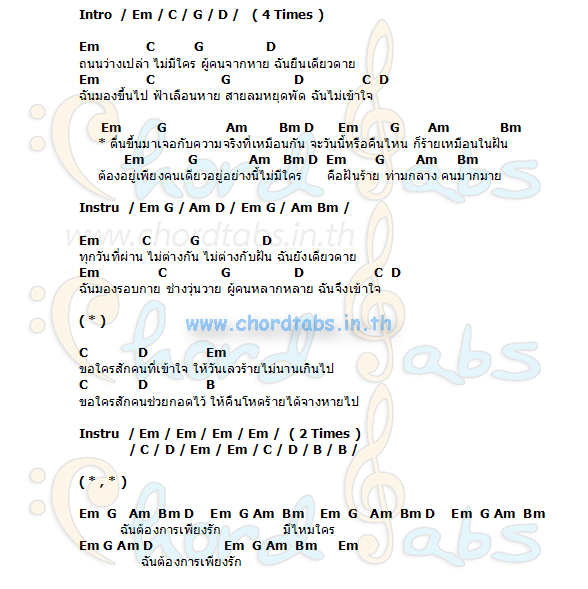 Intro / Em / C / G / D / ( 4 Times )
Em C G D
ถนนว่างเปล่า ไม่มีใคร ผู้คนจากหาย ฉันยืนเดียวดาย
Em C G D C D
ฉันมองขึ้นไป ฟ้าเลือนหาย สายลมหยุดพัด ฉันไม่เข้าใจ
Em G Am Bm D Em G Am Bm
* ตื่นขึ้นมาเจอกับความจริงที่เหมือนกัน จะวันนี้หรือคืนไหน ก็ร้ายเหมือนในฝัน
Em G Am Bm D Em G Am Bm
ต้องอยู่เพียงคนเดียวอยู่อย่างนี้ไม่มีใคร คือฝันร้าย ท่ามกลาง คนมากมาย
Instru / Em G / Am D / Em G / Am Bm /
www.chordtabs.in.th
Em C G D
ทุกวันที่ผ่าน ไม่ต่างกัน ไม่ต่างกับฝัน ฉันยังเดียวดาย
Em C G D C D
ฉันมองรอบกาย ช่างวุ่นวาย ผู้คนหลากหลาย ฉันจึงเข้าใจ
( * )
www.chordtabs.in.th
C D Em
ขอใครสักคนที่เข้าใจ ให้วันเลวร้ายไม่นานเกินไป
C D B
ขอใครสักคนช่วยกอดไว้ ให้คืนโหดร้ายได้จางหายไป
Instru / Em / Em / Em / Em / ( 2 Times )
/ C / D / Em / Em / C / D / B / B /
( * , * )
Em G Am Bm D Em G Am Bm Em G Am Bm D Em G Am Bm
ฉันต้องการเพียงรัก มีไหมใคร
Em G Am D Em G Am Bm Em
ฉันต้องการเพียงรัก